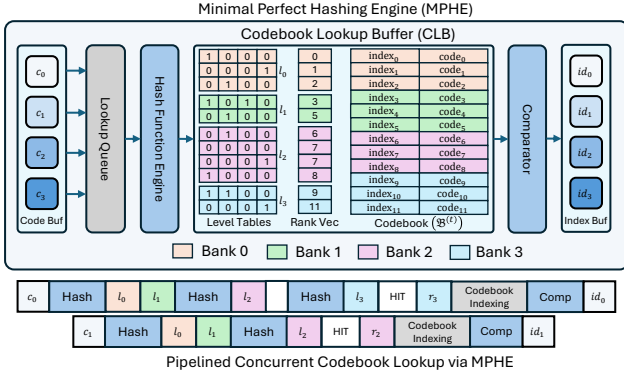 Minimal Perfect Hashing Engine (MPHE)
Codebook Lookup Buffer (CLB)
c₀
c₁
c₂
c₃
Code Buf
Lookup Queue
Hash Function Engine
1 0 0 0
0 0 0 1
0 0 1 0
l₀
0
1
2
1 0 1 0
0 1 0 0
l₁
3
5
0 1 0 0
0 0 0 0
0 1 0 0
1 0 0 0
l₂
6
7
7
8
1 1 0 0
0 0 0 1
l₃
9
11
Level Tables
Rank Vec
index₀ code₀
index₁ code₁
index₂ code₂
index₃ code₃
index₄ code₄
index₅ code₅
index₆ code₆
index₇ code₇
index₈ code₈
index₉ code₉
index₁₀ code₁₀
index₁₁ code₁₁
Codebook (𝔅⁽ᵗ⁾)
Comparator
id₀
id₁
id₂
id₃
Index Buf
Bank 0 Bank 1 Bank 2 Bank 3
c₀ Hash l₀ l₁ Hash l₂ Hash l₃ HIT r₃ Codebook Indexing Comp id₀
c₁ Hash l₀ l₁ Hash l₂ HIT r₂ Codebook Indexing Comp id₁
Pipelined Concurrent Codebook Lookup via MPHE